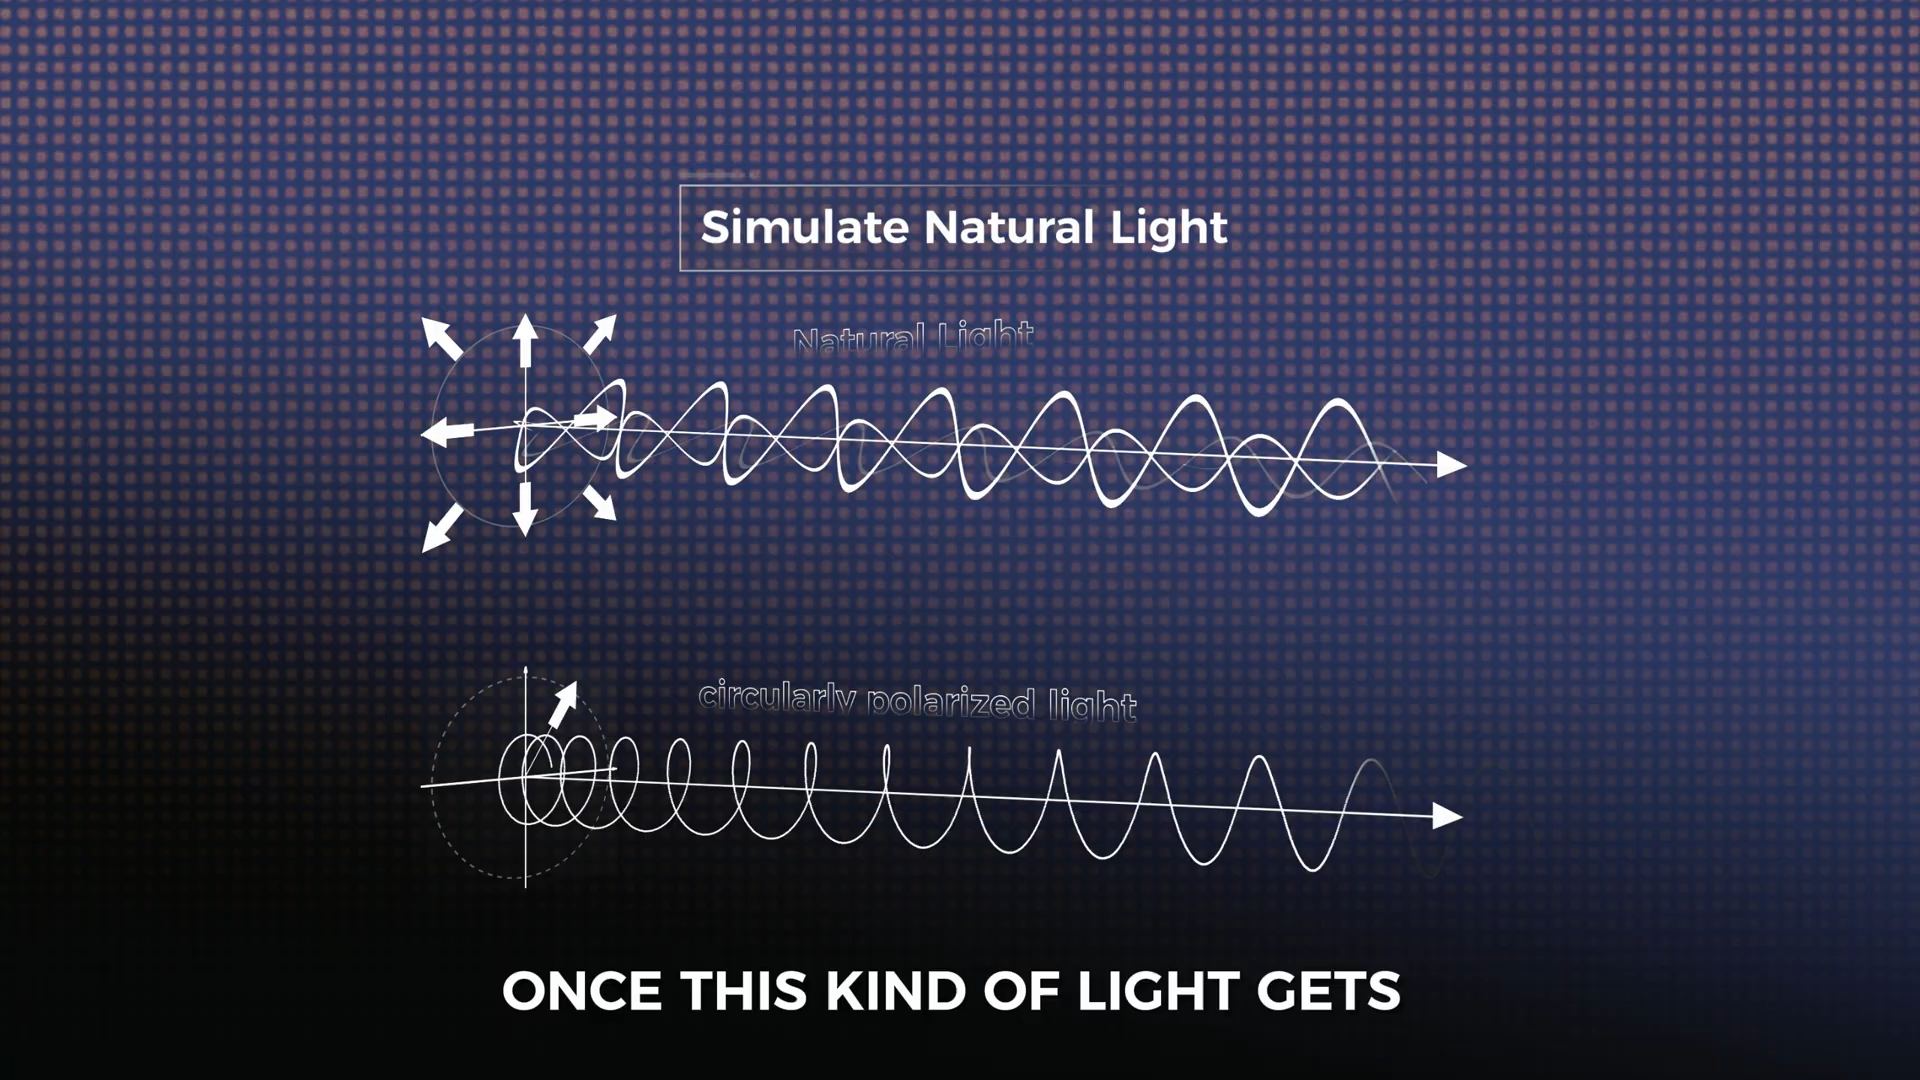 Simulate Natural Light
Natural Light
circularly polarized light
ONCE THIS KIND OF LIGHT GETS